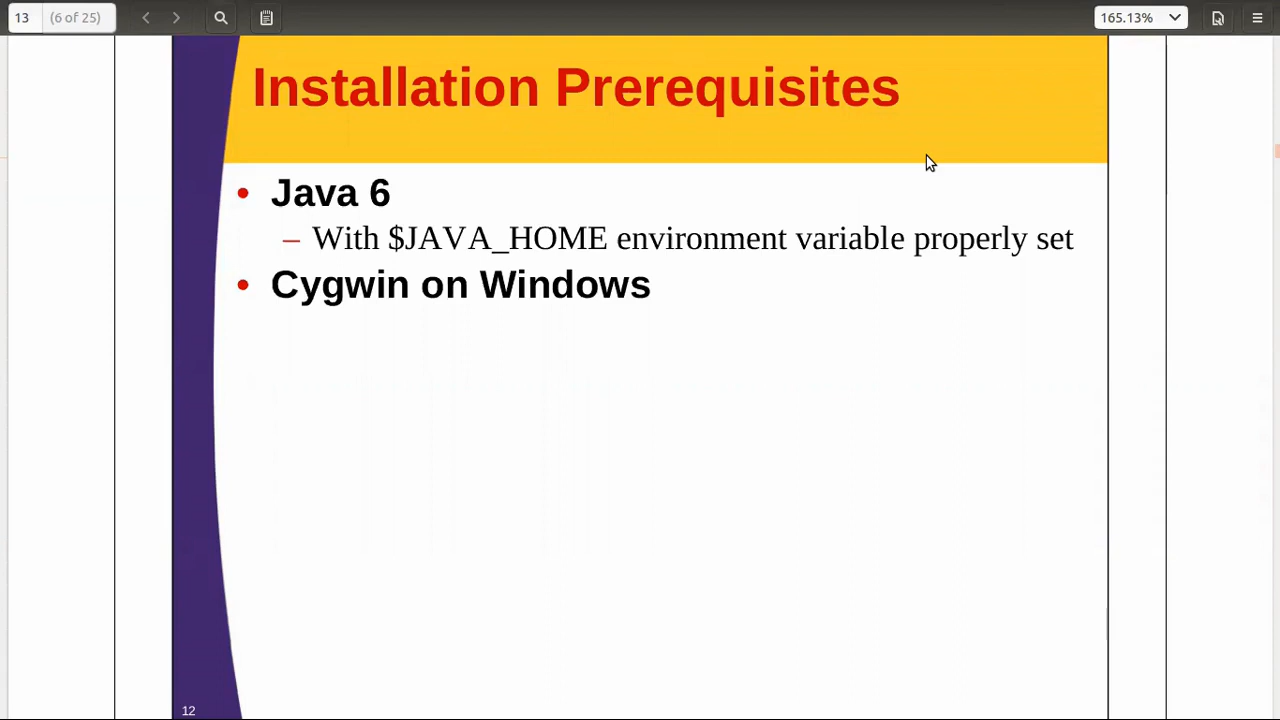 13 (6 of 25) 165.13%
Installation Prerequisites
• Java 6
– With $JAVA_HOME environment variable properly set
• Cygwin on Windows
12